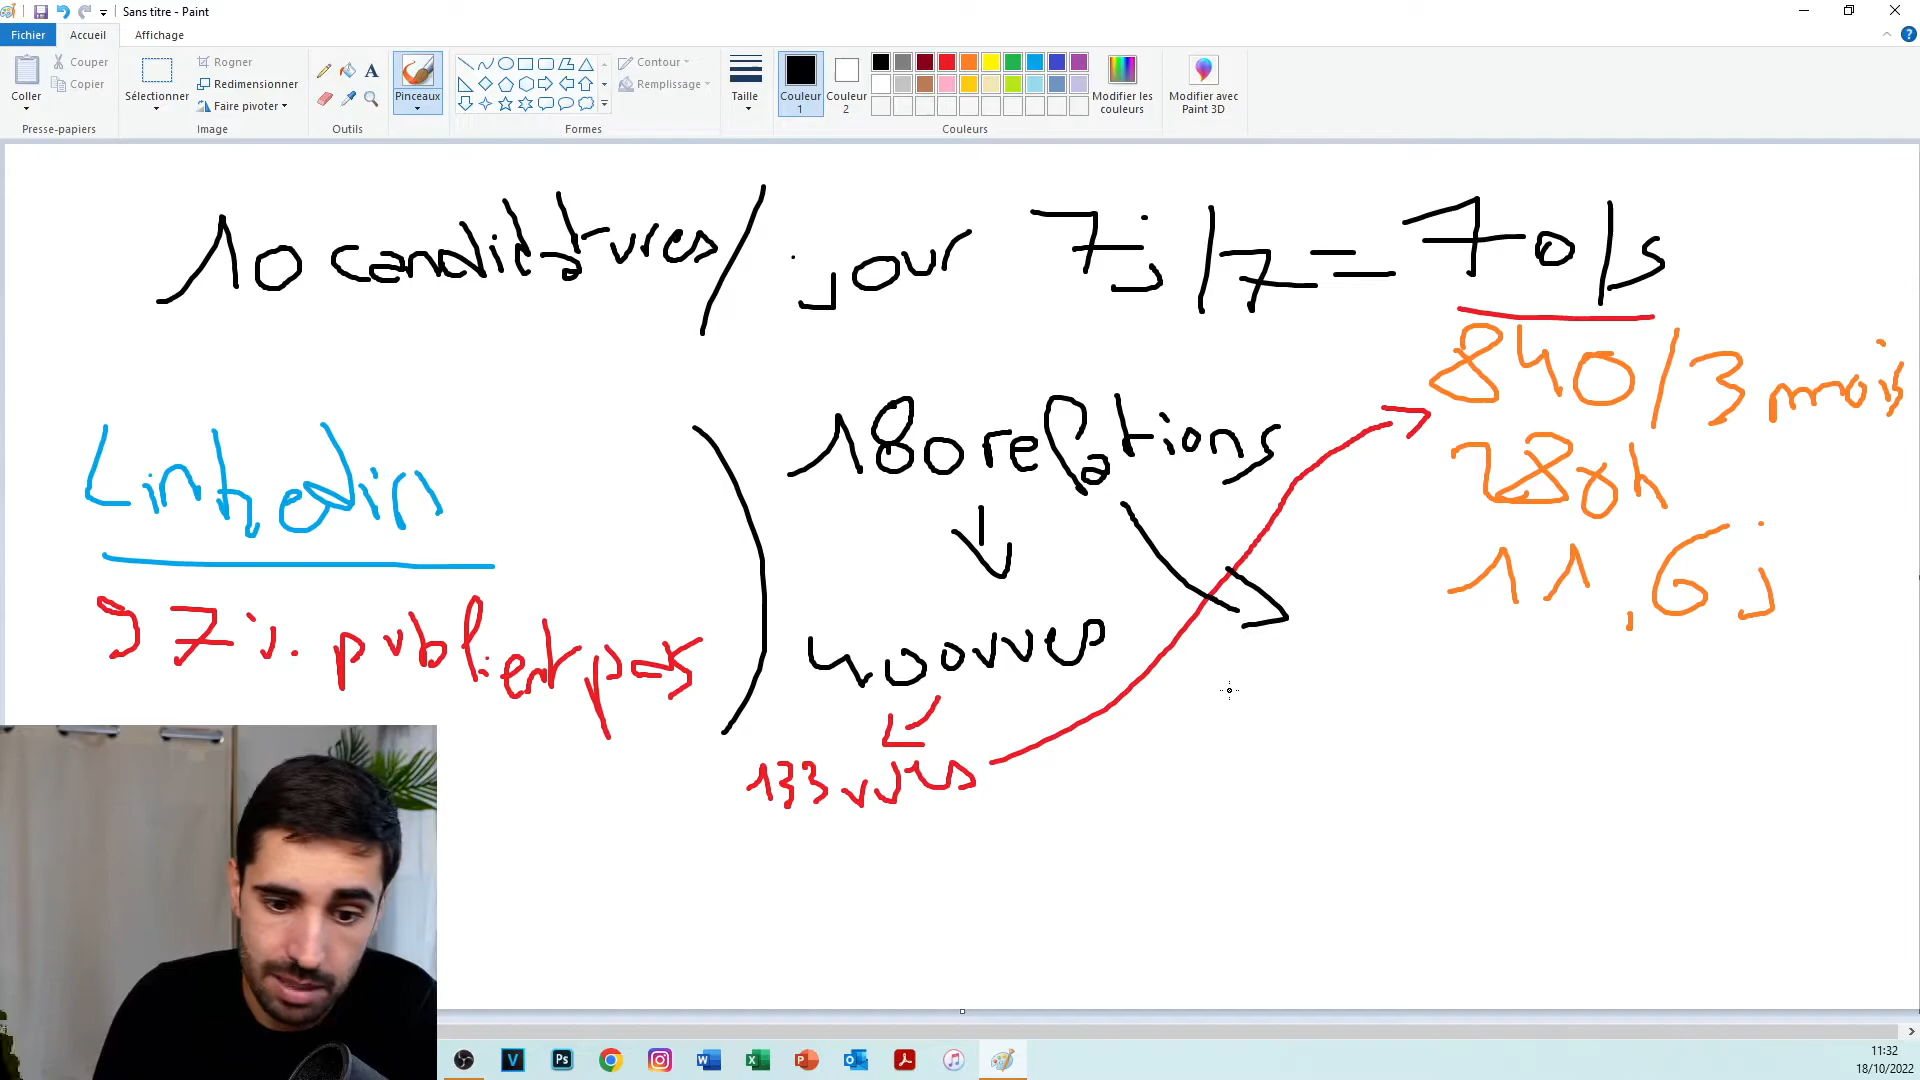 Sans titre - Paint
Fichier
Accueil
Affichage
Coller
Couper
Copier
Presse-papiers
Sélectionner
Rogner
Redimensionner
Faire pivoter
Image
A
Outils
Pinceaux
Contour
Remplissage
Formes
Taille
Couleur 1
Couleur 2
Modifier les couleurs
Couleurs
Modifier avec Paint 3D
10 candidatures / jour 7j/7 = 70/s
840/3 mois
280h
11,6j
Linkedin
97% publient pas
180 relations
400 vues
133 vues
11:32
18/10/2022